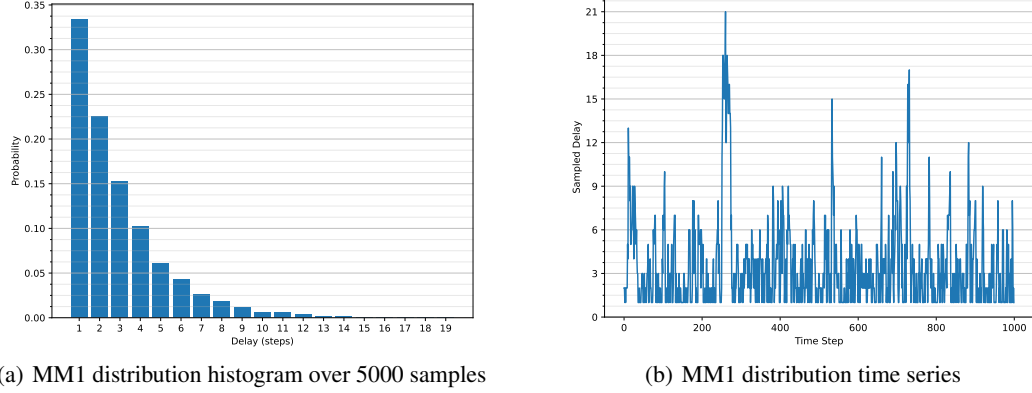 0.35
0.30
0.25
0.20
0.15
0.10
0.05
0.00
Probability
1 2 3 4 5 6 7 8 9 10 11 12 13 14 15 16 17 18 19
Delay (steps)
21
18
15
12
9
6
3
0
Sampled Delay
0 200 400 600 800 1000
Time Step
a) MM1 distribution histogram over 5000 samples
(b) MM1 distribution time series